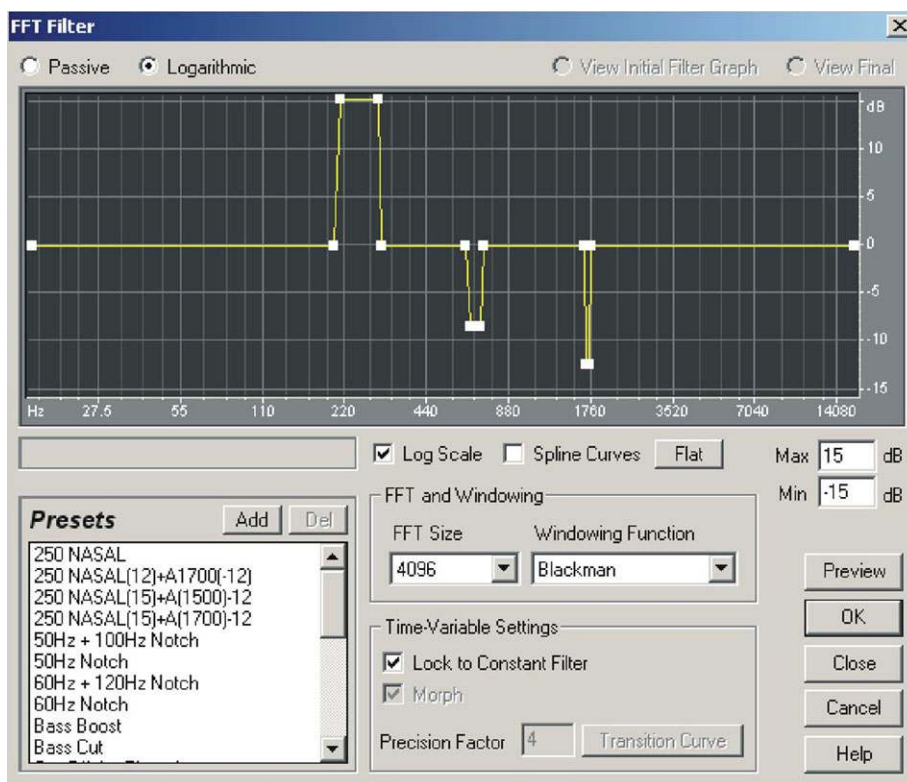 FFT Filter
Passive Logarithmic View Initial Filter Graph View Final
dB
10
5
0
-5
-10
-15
Hz 27.5 55 110 220 440 880 1760 3520 7040 14080
Log Scale Spline Curves Flat Max 15 dB
Min -15 dB
Presets Add Del
250 NASAL
250 NASAL(12)+A1700(-12)
250 NASAL(15)+A(1500)-12
250 NASAL(15)+A(1700)-12
50Hz + 100Hz Notch
50Hz Notch
60Hz + 120Hz Notch
60Hz Notch
Bass Boost
Bass Cut
FFT and Windowing
FFT Size Windowing Function
4096 Blackman
Time-Variable Settings
Lock to Constant Filter
Morph
Precision Factor 4 Transition Curve
Preview
OK
Close
Cancel
Help